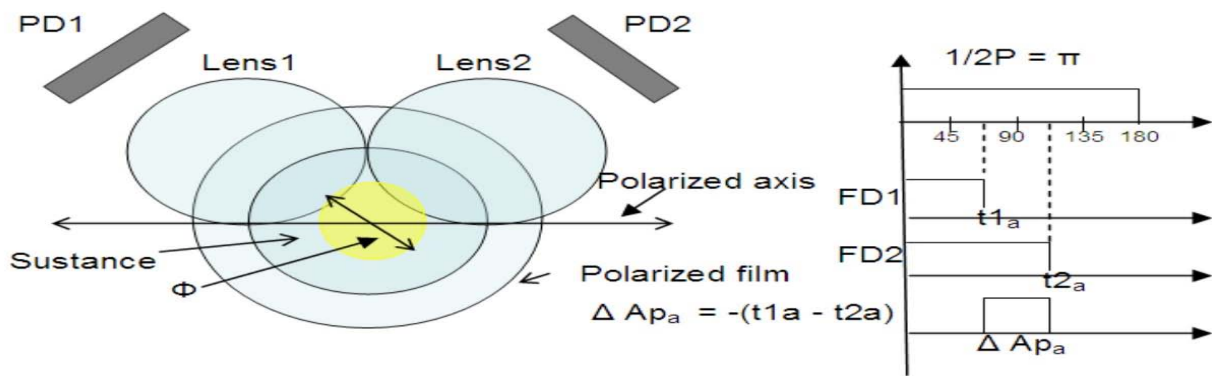 PD1
PD2
Lens1
Lens2
Polarized axis
Sustance
Φ
Polarized film
Δ Apₐ = -(t1a - t2a)
1/2P = π
45 90 135 180
FD1
t1ₐ
FD2
t2ₐ
Δ Apₐ